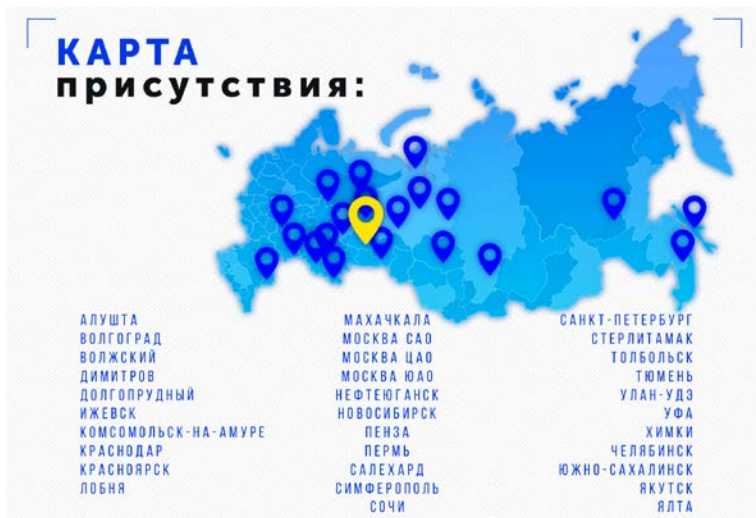 КАРТА
присутствия:
АЛУШТА
ВОЛГОГРАД
ВОЛЖСКИЙ
ДИМИТРОВ
ДОЛГОПРУДНЫЙ
ИЖЕВСК
КОМСОМОЛЬСК-НА-АМУРЕ
КРАСНОДАР
КРАСНОЯРСК
ЛОБНЯ
МАХАЧКАЛА
МОСКВА САО
МОСКВА ЦАО
МОСКВА ЮАО
НЕФТЕЮГАНСК
НОВОСИБИРСК
ПЕНЗА
ПЕРМЬ
САЛЕХАРД
СИМФЕРОПОЛЬ
СОЧИ
САНКТ-ПЕТЕРБУРГ
СТЕРЛИТАМАК
ТОЛБОЛЬСК
ТЮМЕНЬ
УЛАН-УДЭ
УФА
ХИМКИ
ЧЕЛЯБИНСК
ЮЖНО-САХАЛИНСК
ЯКУТСК
ЯЛТА